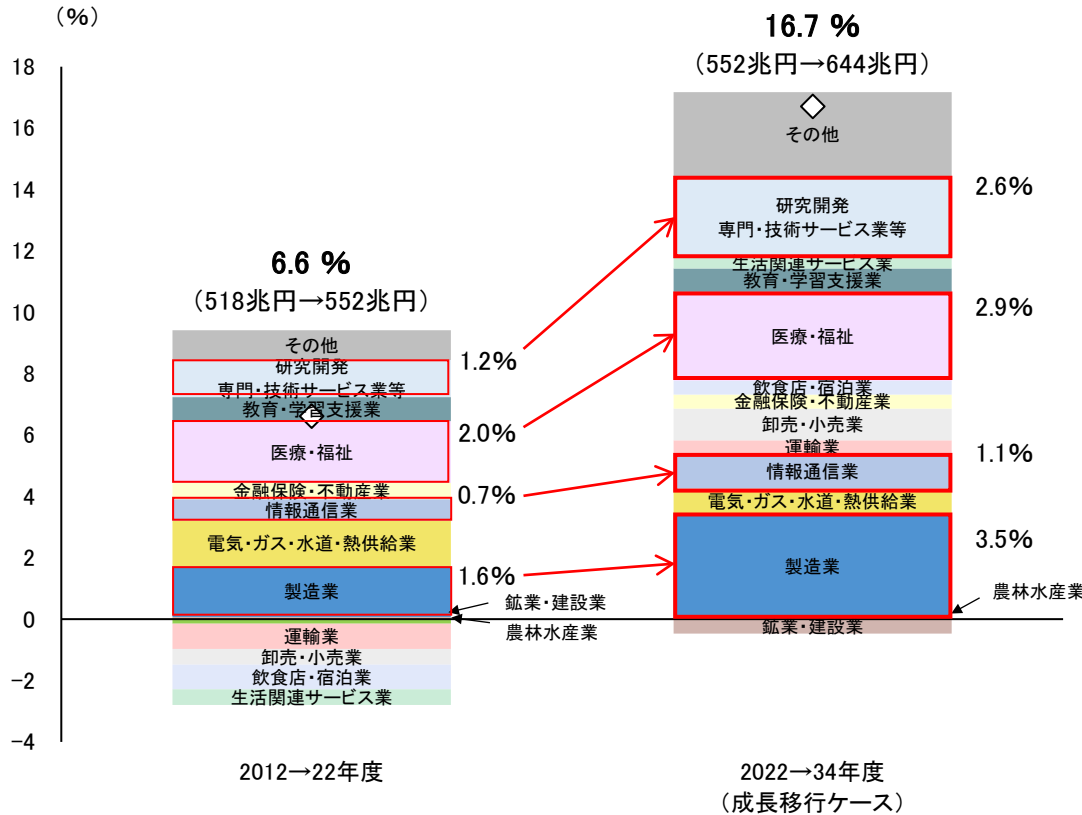 （%）
18
16
14
12
10
8
6
4
2
0
−2
−4
6.6 %
（518兆円→552兆円）
その他
研究開発
専門・技術サービス業等
教育・学習支援業
医療・福祉
金融保険・不動産業
情報通信業
電気・ガス・水道・熱供給業
製造業
運輸業
卸売・小売業
飲食店・宿泊業
生活関連サービス業
1.2%
2.0%
0.7%
1.6%
鉱業・建設業
農林水産業
2012→22年度
16.7 %
（552兆円→644兆円）
その他
研究開発
専門・技術サービス業等
生活関連サービス業
教育・学習支援業
医療・福祉
飲食店・宿泊業
金融保険・不動産業
卸売・小売業
運輸業
情報通信業
電気・ガス・水道・熱供給業
製造業
鉱業・建設業
2.6%
2.9%
1.1%
3.5%
農林水産業
2022→34年度
（成長移行ケース）